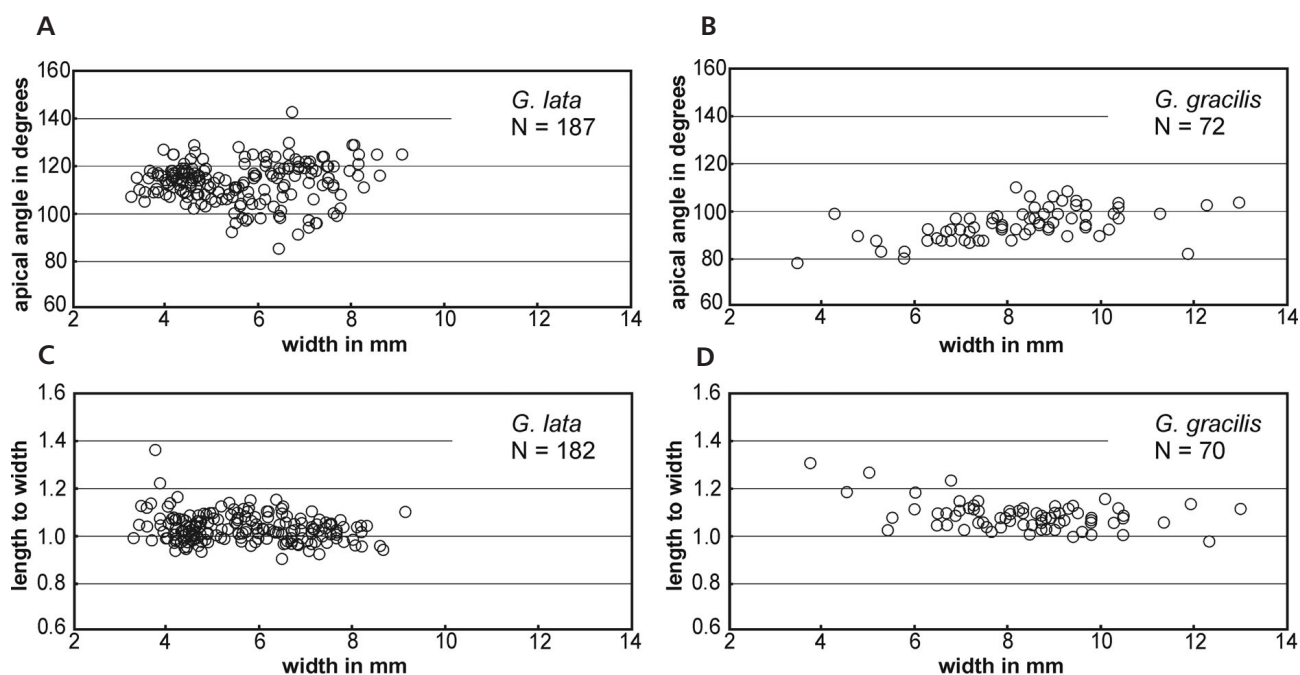 A
160
140
120
100
80
60
apical angle in degrees
G. lata
N = 187
2 4 6 8 10 12 14
width in mm
B
160
140
120
100
80
60
apical angle in degrees
G. gracilis
N = 72
2 4 6 8 10 12 14
width in mm
C
1.6
1.4
1.2
1.0
0.8
0.6
length to width
G. lata
N = 182
2 4 6 8 10 12 14
width in mm
D
1.6
1.4
1.2
1.0
0.8
0.6
length to width
G. gracilis
N = 70
2 4 6 8 10 12 14
width in mm